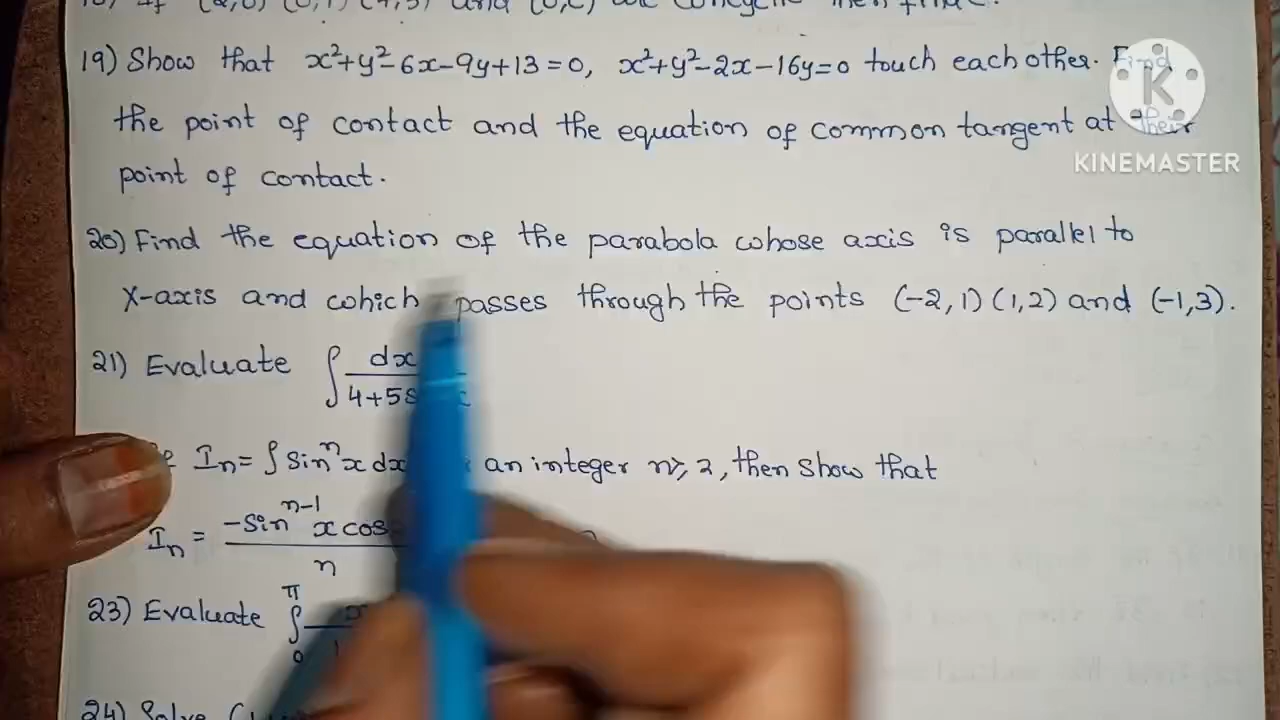 19) Show that x²+y²-6x-9y+13=0, x²+y²-2x-16y=0 touch each other. Find
the point of contact and the equation of common tangent at their
point of contact.
20) Find the equation of the parabola whose axis is parallel to
X-axis and which passes through the points (-2,1) (1,2) and (-1,3).
21) Evaluate ∫ dx / 4+5s
In = ∫ sinⁿx dx an integer n≥2, then show that
In = -sinⁿ⁻¹x cos / n
23) Evaluate ∫₀^π
24) Solve
KINEMASTER